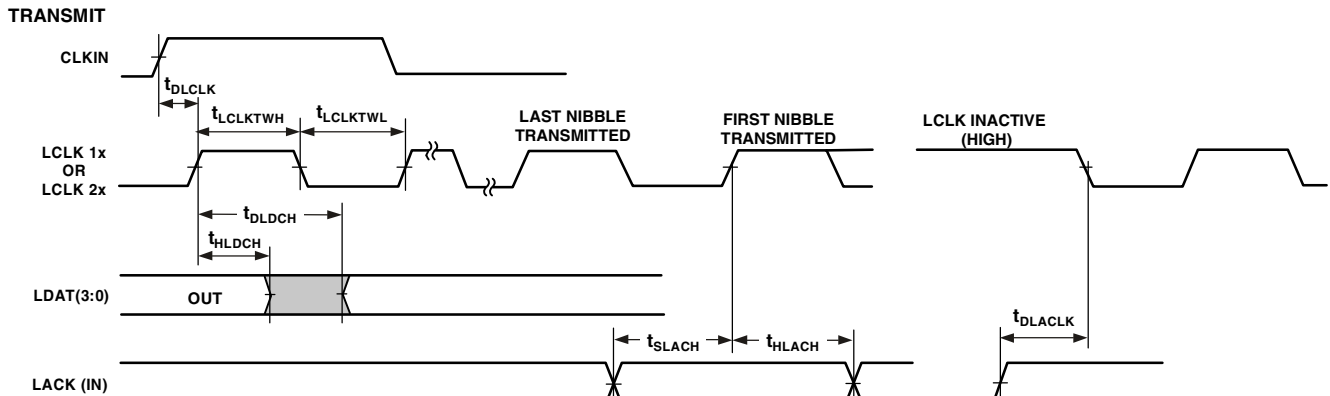 TRANSMIT
CLKIN
tDLCLK
tLCLKTWH
tLCLKTWL
LAST NIBBLE
TRANSMITTED
FIRST NIBBLE
TRANSMITTED
LCLK INACTIVE
(HIGH)
LCLK 1x
OR
LCLK 2x
tDLDCH
tHLDCH
LDAT(3:0)
OUT
tDLACLK
tSLACH
tHLACH
LACK (IN)